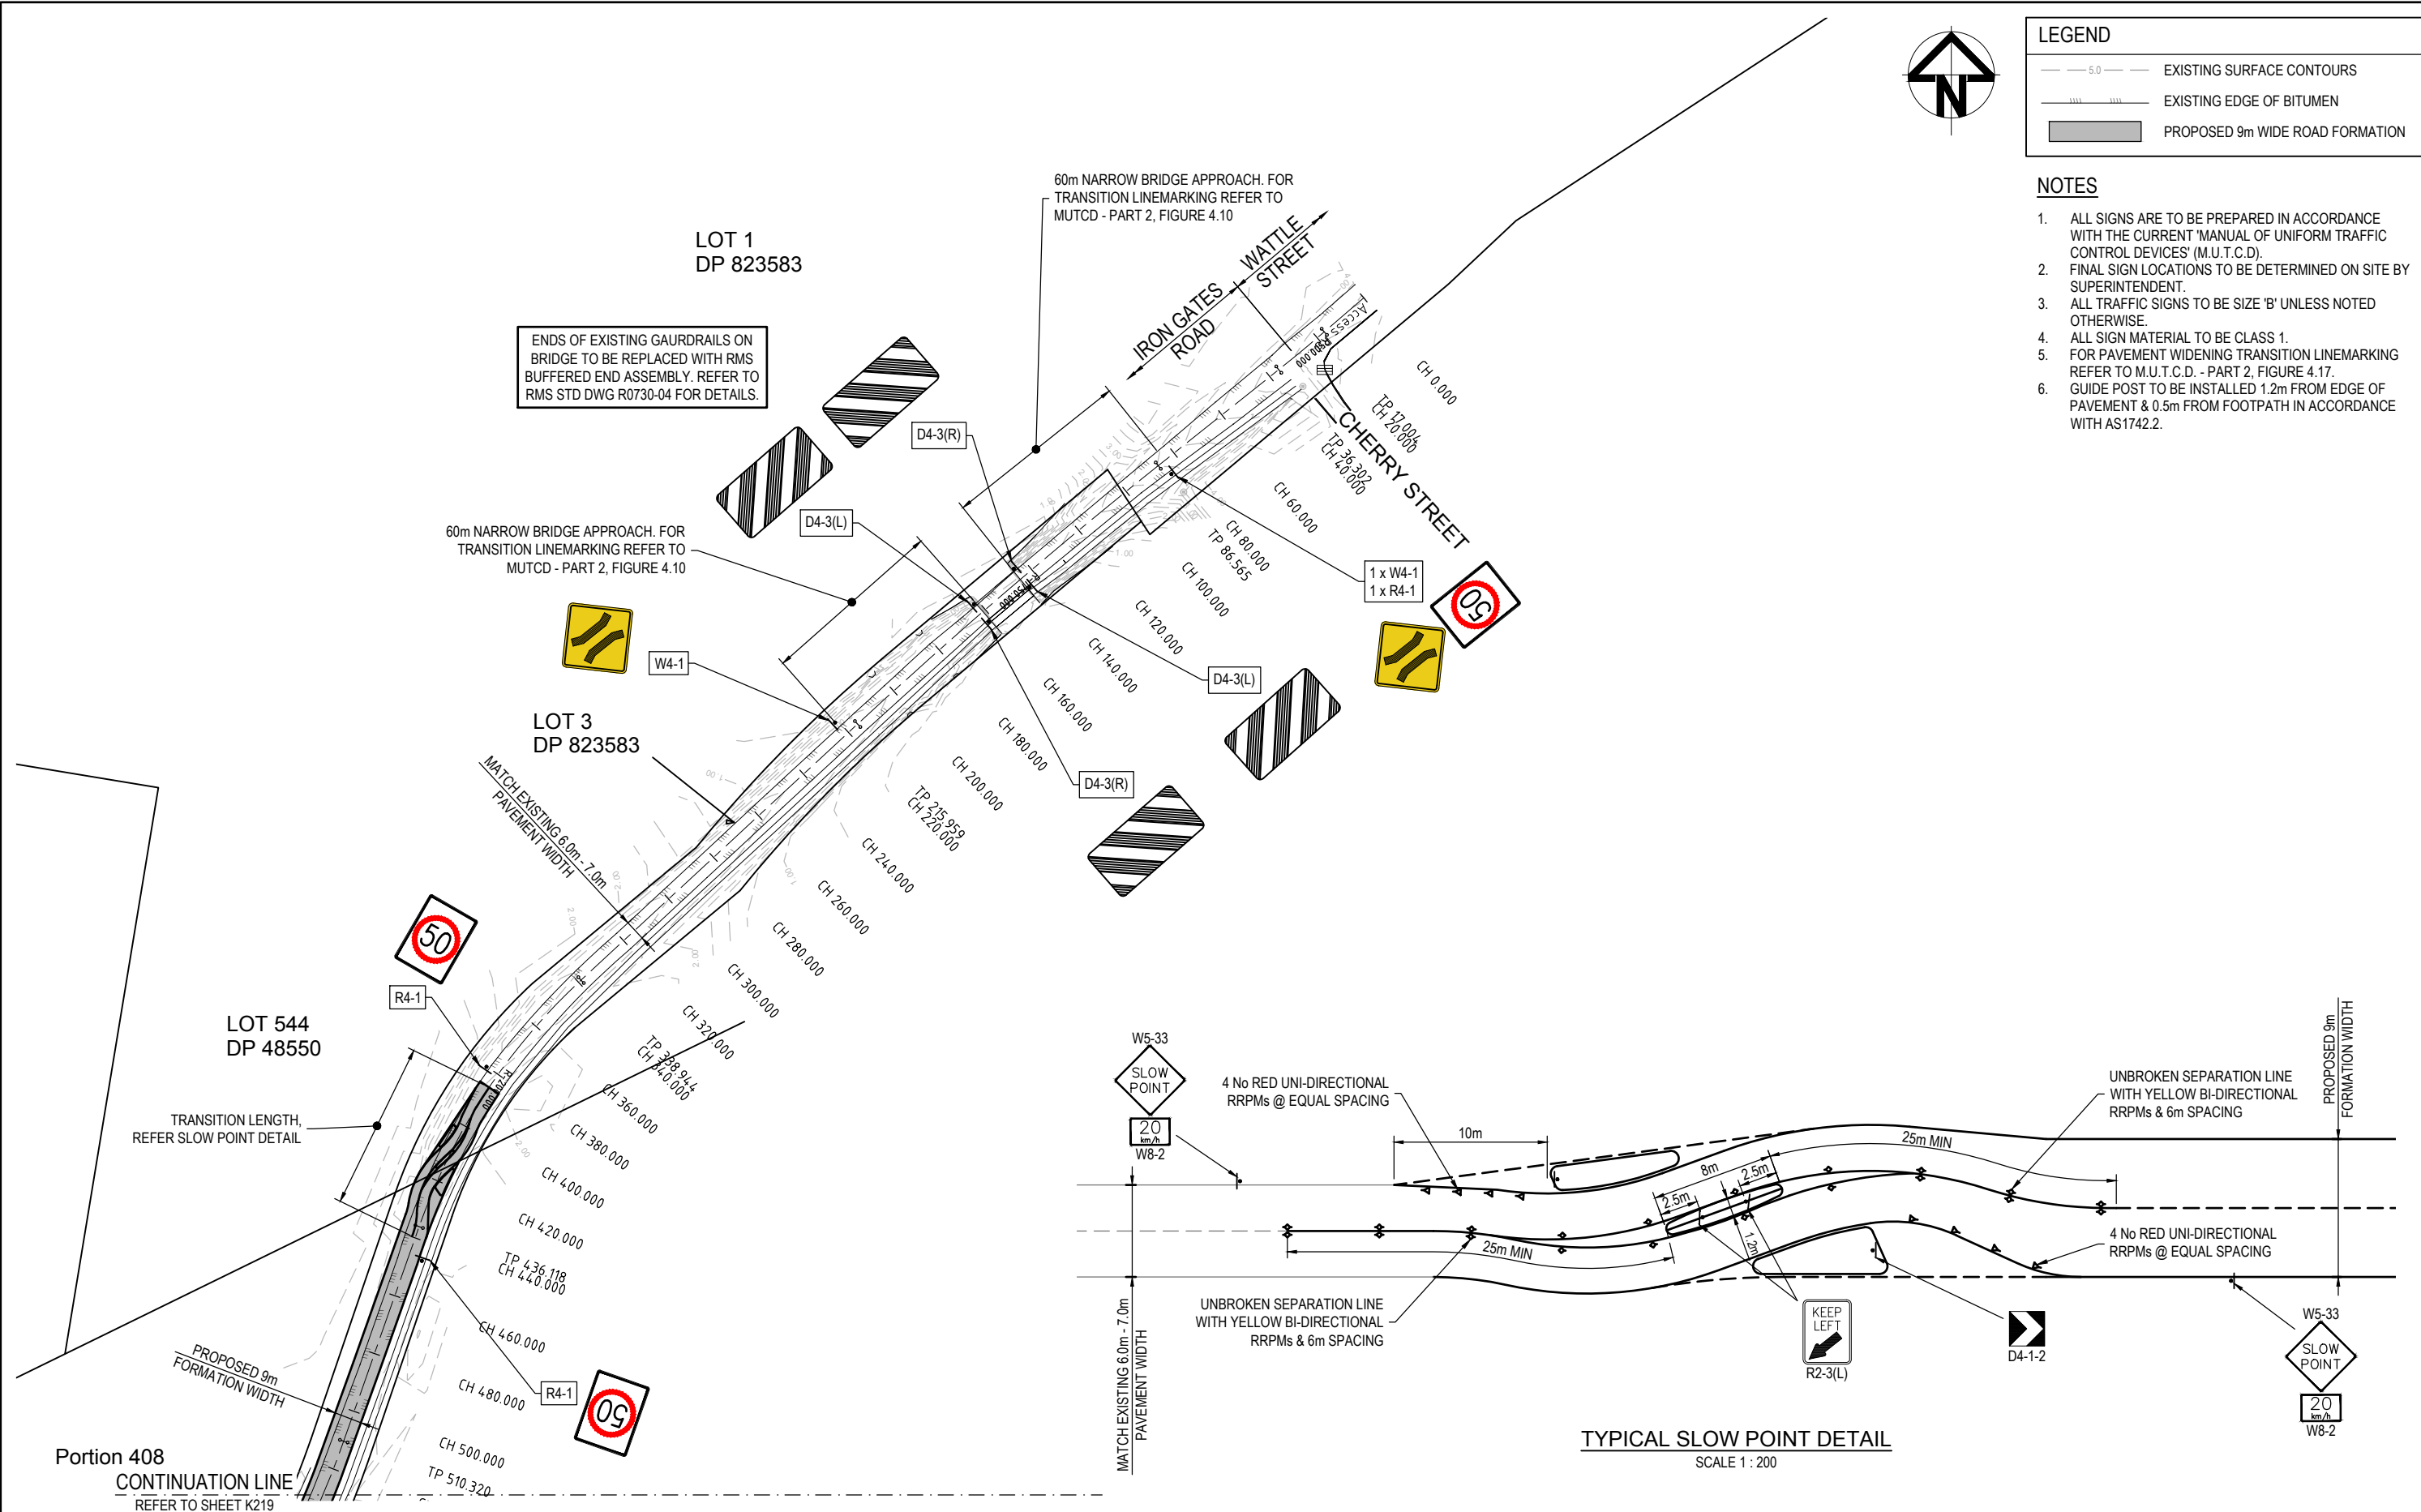 LEGEND
5.0
EXISTING SURFACE CONTOURS
EXISTING EDGE OF BITUMEN
PROPOSED 9m WIDE ROAD FORMATION
N
NOTES
1. ALL SIGNS ARE TO BE PREPARED IN ACCORDANCE
WITH THE CURRENT 'MANUAL OF UNIFORM TRAFFIC
CONTROL DEVICES' (M.U.T.C.D).
2. FINAL SIGN LOCATIONS TO BE DETERMINED ON SITE BY
SUPERINTENDENT.
3. ALL TRAFFIC SIGNS TO BE SIZE 'B' UNLESS NOTED
OTHERWISE.
4. ALL SIGN MATERIAL TO BE CLASS 1.
5. FOR PAVEMENT WIDENING TRANSITION LINEMARKING
REFER TO M.U.T.C.D. - PART 2, FIGURE 4.17.
6. GUIDE POST TO BE INSTALLED 1.2m FROM EDGE OF
PAVEMENT & 0.5m FROM FOOTPATH IN ACCORDANCE
WITH AS1742.2.
60m NARROW BRIDGE APPROACH. FOR
TRANSITION LINEMARKING REFER TO
MUTCD - PART 2, FIGURE 4.10
LOT 1
DP 823583
WATTLE
STREET
IRON GATES
ROAD
Access
ENDS OF EXISTING GAURDRAILS ON
BRIDGE TO BE REPLACED WITH RMS
BUFFERED END ASSEMBLY. REFER TO
RMS STD DWG R0730-04 FOR DETAILS.
D4-3(R)
D4-3(L)
60m NARROW BRIDGE APPROACH. FOR
TRANSITION LINEMARKING REFER TO
MUTCD - PART 2, FIGURE 4.10
CHERRY STREET
CH 0.000
TP 17.004
CH 20.000
TP 36.302
CH 40.000
CH 60.000
CH 80.000
TP 86.565
CH 100.000
CH 120.000
CH 140.000
CH 160.000
CH 180.000
CH 200.000
TP 215.959
CH 220.000
CH 240.000
CH 260.000
CH 280.000
CH 300.000
CH 320.000
TP 338.944
CH 340.000
CH 360.000
CH 380.000
CH 400.000
CH 420.000
TP 436.118
CH 440.000
CH 460.000
CH 480.000
CH 500.000
TP 510.320
1 x W4-1
1 x R4-1
50
D4-3(L)
D4-3(R)
W4-1
LOT 3
DP 823583
MATCH EXISTING 6.0m - 7.0m
PAVEMENT WIDTH
1.00
1.00
1.00
2.00
2.00
2.00
2.00
2.00
50
R4-1
LOT 544
DP 48550
TRANSITION LENGTH,
REFER SLOW POINT DETAIL
PROPOSED 9m
FORMATION WIDTH
R4-1
50
Portion 408
CONTINUATION LINE
REFER TO SHEET K219
W5-33
SLOW
POINT
20
km/h
W8-2
4 No RED UNI-DIRECTIONAL
RRPMs @ EQUAL SPACING
10m
8m
2.5m
2.5m
1.2m
25m MIN
25m MIN
UNBROKEN SEPARATION LINE
WITH YELLOW BI-DIRECTIONAL
RRPMs & 6m SPACING
PROPOSED 9m
FORMATION WIDTH
4 No RED UNI-DIRECTIONAL
RRPMs @ EQUAL SPACING
UNBROKEN SEPARATION LINE
WITH YELLOW BI-DIRECTIONAL
RRPMs & 6m SPACING
MATCH EXISTING 6.0m - 7.0m
PAVEMENT WIDTH
KEEP
LEFT
R2-3(L)
D4-1-2
W5-33
SLOW
POINT
20
km/h
W8-2
TYPICAL SLOW POINT DETAIL
SCALE 1 : 200